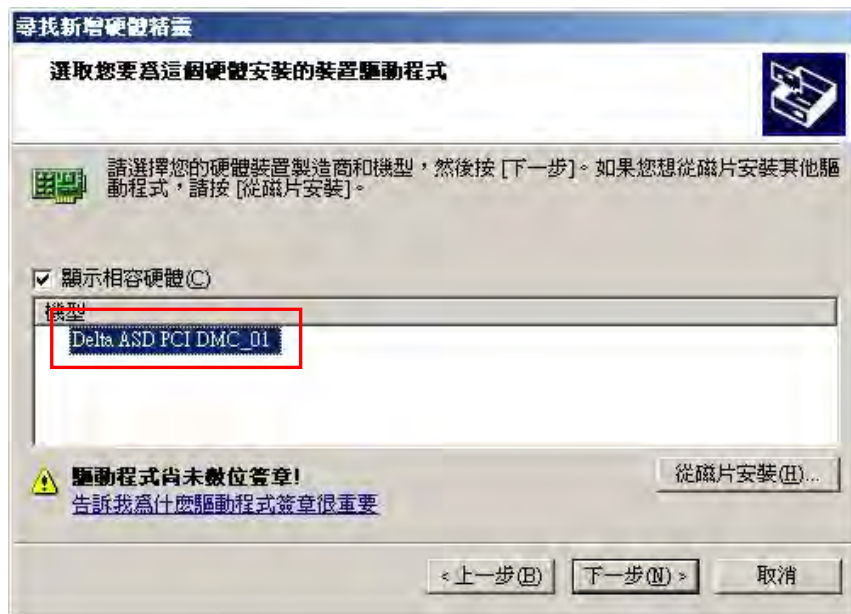 尋找新增硬體精靈
選取您要為這個硬體安裝的裝置驅動程式
請選擇您的硬體裝置製造商和機型，然後按 [下一步]。如果您想從磁片安裝其他驅
動程式，請按 [從磁片安裝]。
顯示相容硬體(C)
機型
Delta ASD PCI DMC_01
驅動程式尚未數位簽章!
從磁片安裝(H)...
告訴我為什麼驅動程式簽章很重要
<上一步(B)
下一步(N)>
取消